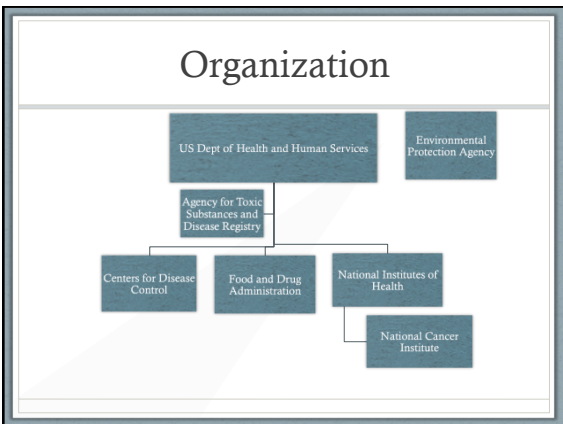 Organization
US Dept of Health and Human Services
Environmental
Protection Agency
Agency for Toxic
Substances and
Disease Registry
Centers for Disease
Control
Food and Drug
Administration
National Institutes of
Health
National Cancer
Institute